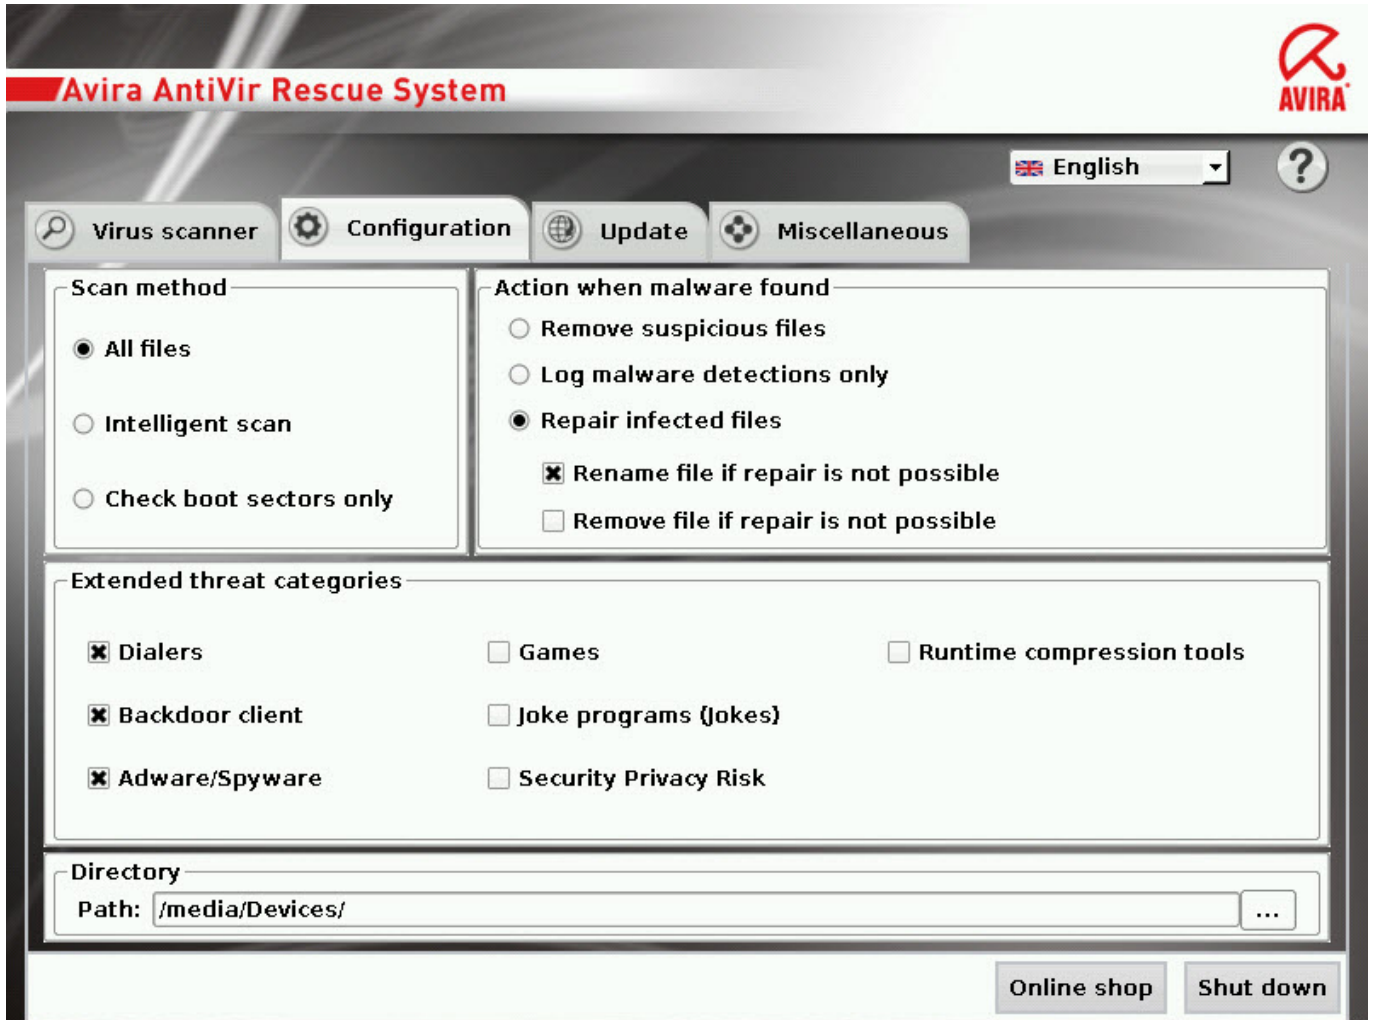 Avira AntiVir Rescue System
AVIRA
English
?
Virus scanner
Configuration
Update
Miscellaneous
Scan method
All files
Intelligent scan
Check boot sectors only
Action when malware found
Remove suspicious files
Log malware detections only
Repair infected files
Rename file if repair is not possible
Remove file if repair is not possible
Extended threat categories
Dialers
Games
Runtime compression tools
Backdoor client
Joke programs (Jokes)
Adware/Spyware
Security Privacy Risk
Directory
Path: /media/Devices/ ...
Online shop
Shut down